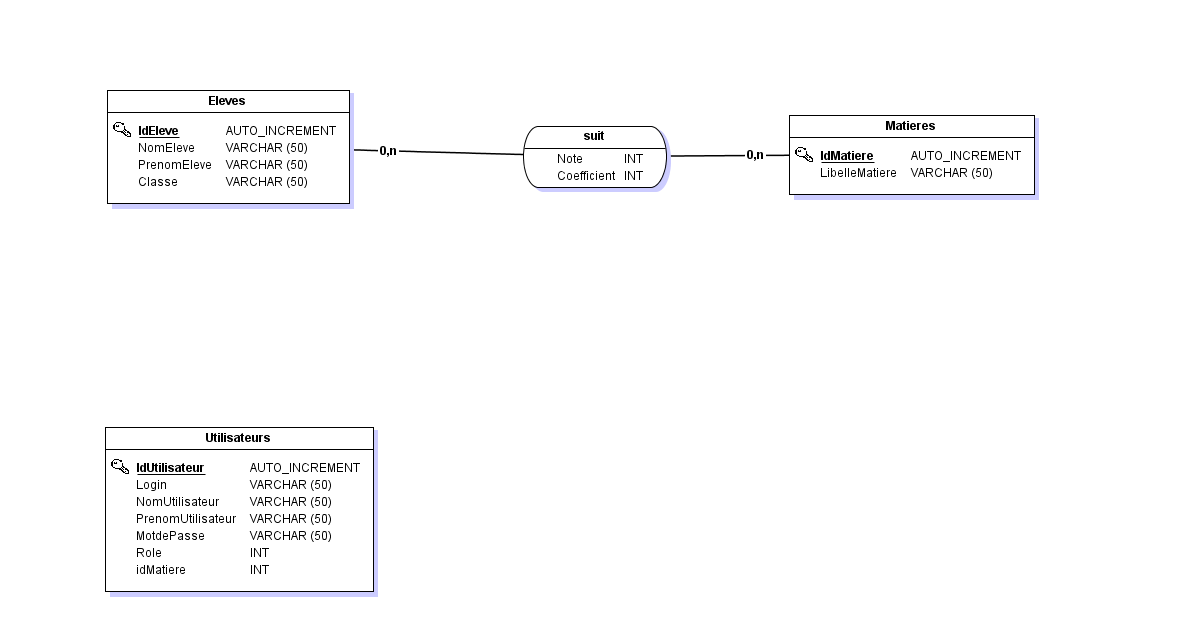 Eleves
IdEleve AUTO_INCREMENT
NomEleve VARCHAR (50)
PrenomEleve VARCHAR (50)
Classe VARCHAR (50)
0,n
suit
Note INT
Coefficient INT
0,n
Matieres
IdMatiere AUTO_INCREMENT
LibelleMatiere VARCHAR (50)
Utilisateurs
IdUtilisateur AUTO_INCREMENT
Login VARCHAR (50)
NomUtilisateur VARCHAR (50)
PrenomUtilisateur VARCHAR (50)
MotdePasse VARCHAR (50)
Role INT
idMatiere INT